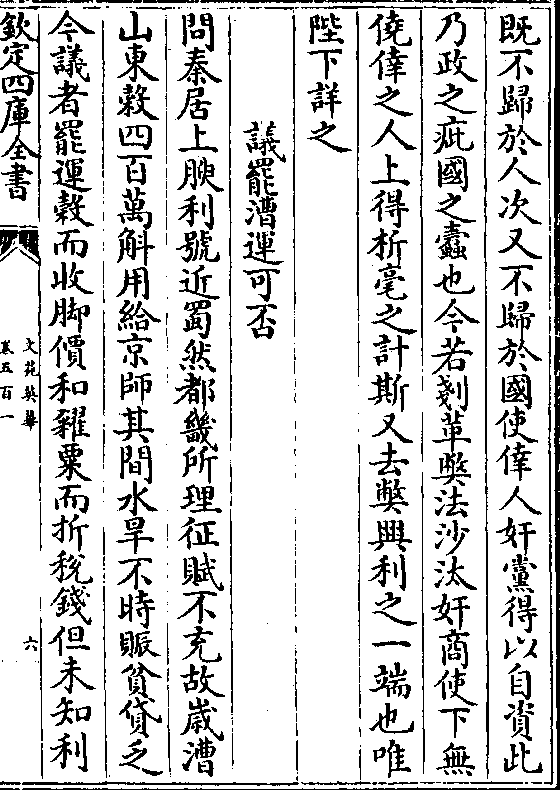 既不歸於人次又不歸於國使倖人奸黨得以自資此
乃政之疵國之蠹也今若剗革弊法沙汰奸商使下無
僥倖之人上得析毫之計斯又去弊興利之一端也唯
陛下詳之
議罷漕運可否
問秦居上腴利號近蜀然都畿所理征賦不充故歲漕
山東穀四百萬斛用給京師其間水旱不時賑貧貸乏
今議者罷運穀而收脚價和糴粟而折稅錢但未知利
欽定四庫全書
文苑英華
卷五百一
六